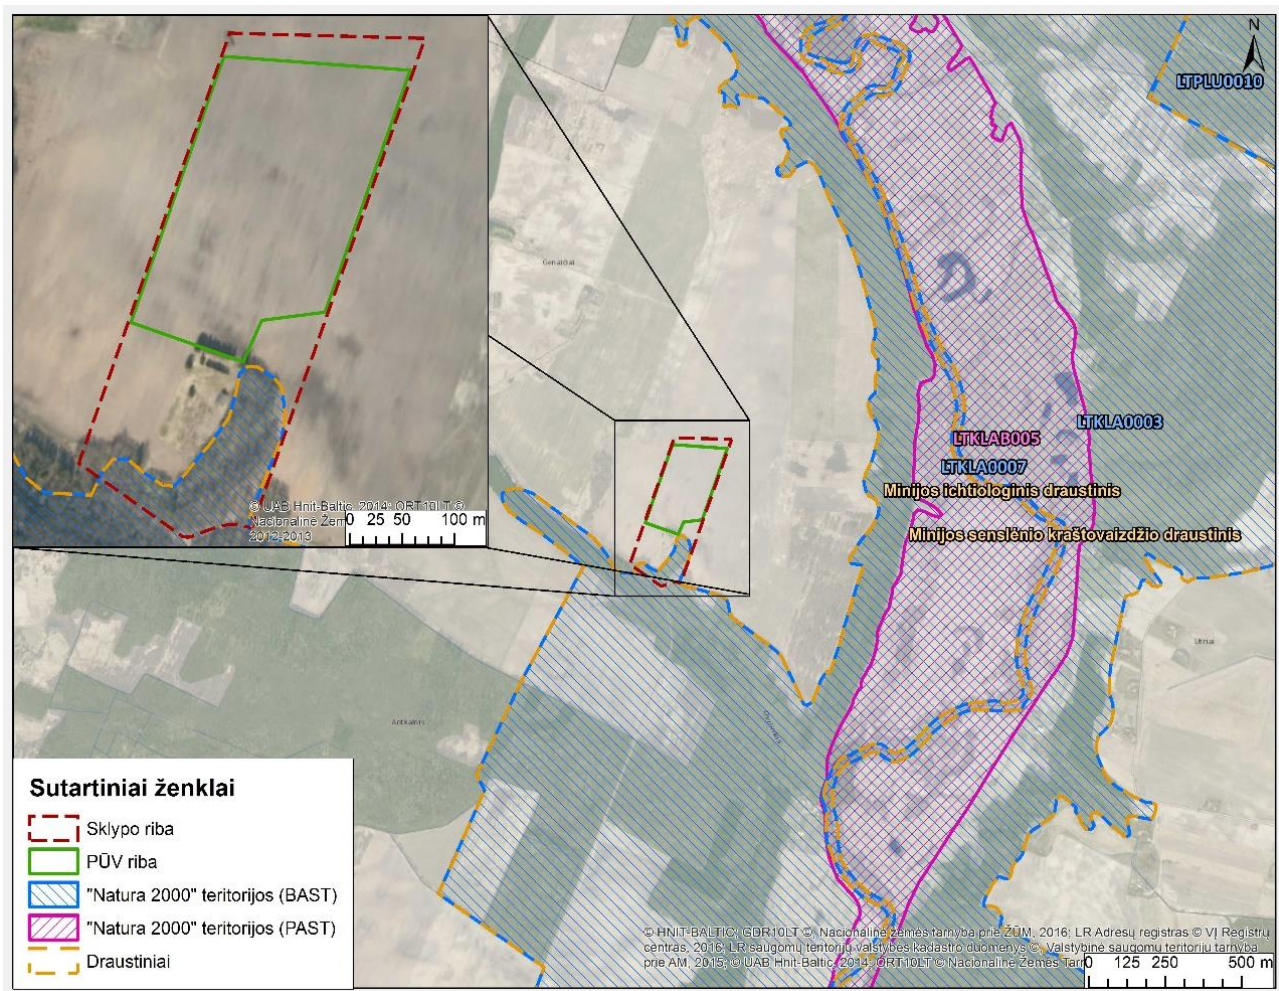 N
LTPLU0010
Genaičiai
LTKLA0003
LTKLAB005
LTKLA0007
Minijos ichtiologinis draustinis
Minijos senslėnio kraštovaizdžio draustinis
© UAB Hnit-Baltic, 2014; ORT10LT ©
Nacionalinė Žem
2012-2013
0 25 50 100 m
Utriai
Antkalnis
Sutartiniai ženklai
Sklypo riba
PŪV riba
"Natura 2000" teritorijos (BAST)
"Natura 2000" teritorijos (PAST)
Draustiniai
© HNIT-BALTIC; GDR10LT ©, Nacionalinė žemės tarnyba prie ŽŪM, 2016; LR Adresų registras © VĮ Registrų
centras, 2016; LR saugomų teritorijų valstybės kadastro duomenys ©, Valstybinė saugomų teritorijų tarnyba
prie AM, 2015; © UAB Hnit-Baltic, 2014; ORT10LT © Nacionalinė Žemės Tarn
0 125 250 500 m